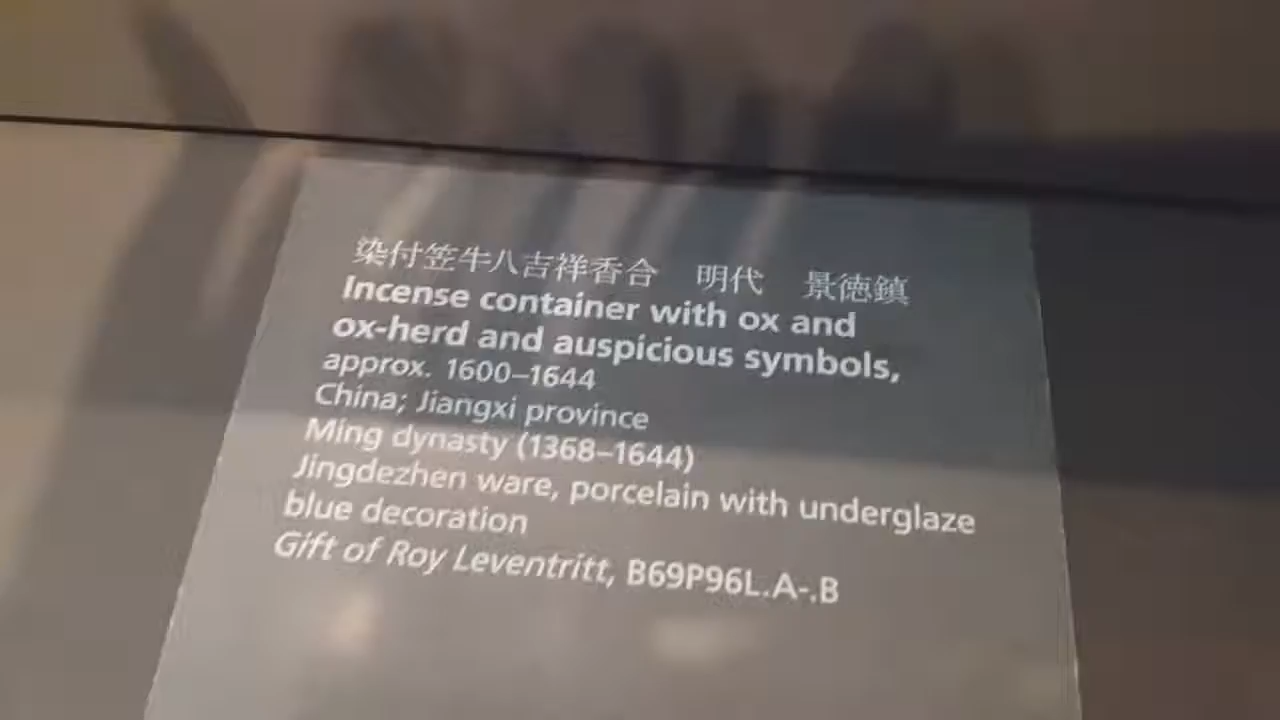 染付笠牛八吉祥香合　明代　景徳鎮
Incense container with ox and
ox-herd and auspicious symbols,
approx. 1600–1644
China; Jiangxi province
Ming dynasty (1368–1644)
Jingdezhen ware, porcelain with underglaze
blue decoration
Gift of Roy Leventritt, B69P96L.A-.B